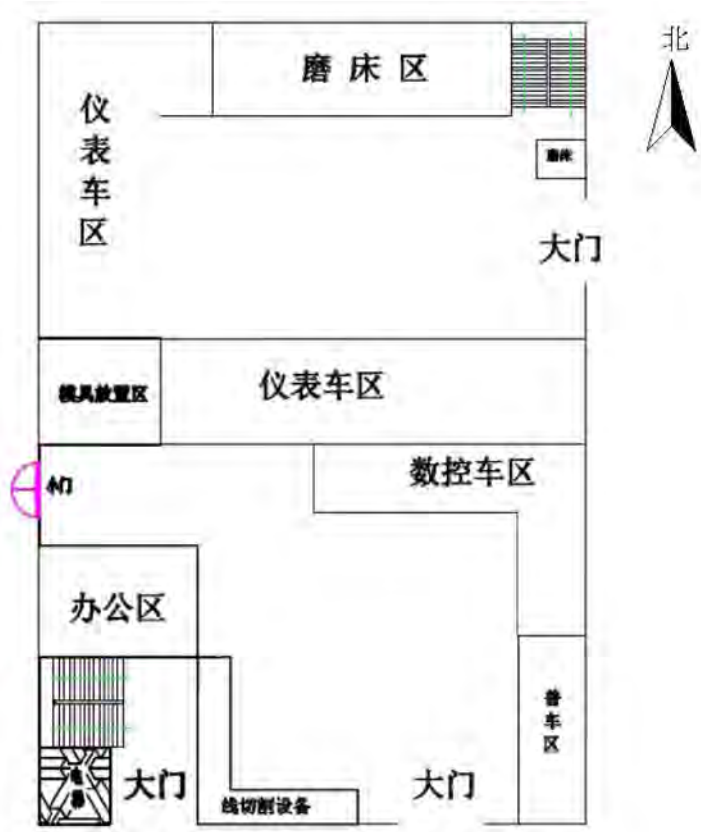 北
磨床区
仪表车区
磨床
大门
模具放置区
仪表车区
数控车区
小门
办公区
普车区
电梯
大门
线切割设备
大门